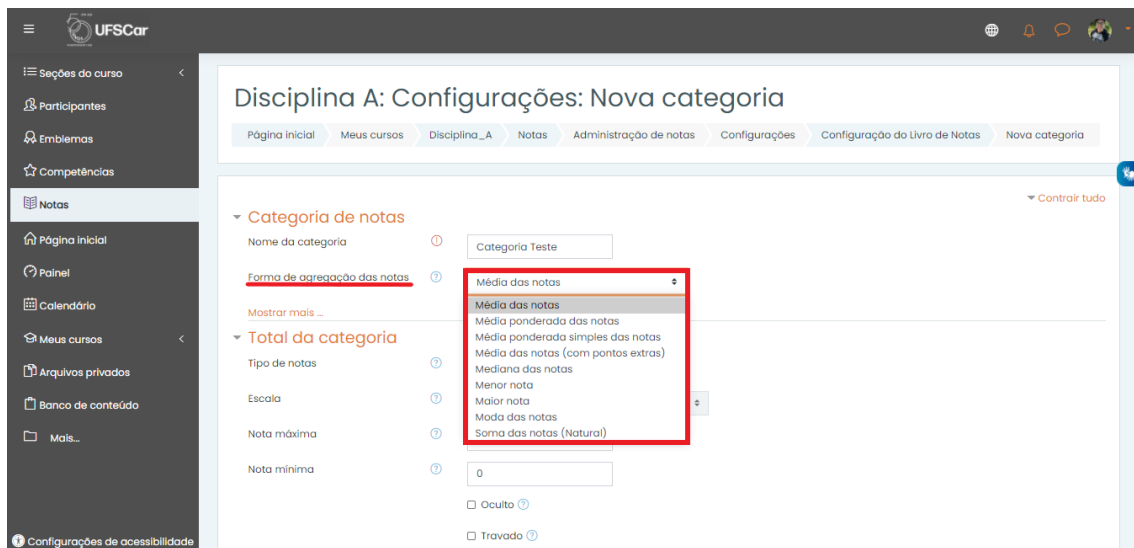 UFSCar
Seções do curso
Participantes
Emblemas
Competências
Notas
Página inicial
Painel
Calendário
Meus cursos
Arquivos privados
Banco de conteúdo
Mais...
Configurações de acessibilidade
Disciplina A: Configurações: Nova categoria
Página inicial Meus cursos Disciplina_A Notas Administração de notas Configurações Configuração do Livro de Notas Nova categoria
Contrair tudo
Categoria de notas
Nome da categoria Categoria Teste
Forma de agregação das notas Média das notas
Média das notas
Média ponderada das notas
Média ponderada simples das notas
Média das notas (com pontos extras)
Mediana das notas
Menor nota
Maior nota
Moda das notas
Soma das notas (Natural)
Mostrar mais ...
Total da categoria
Tipo de notas
Escala
Nota máxima
Nota mínima 0
Oculto
Travado